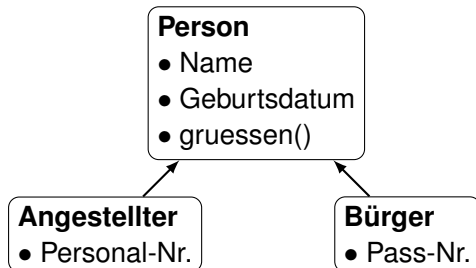 Person
• Name
• Geburtsdatum
• gruessen()
Angestellter
• Personal-Nr.
Bürger
• Pass-Nr.